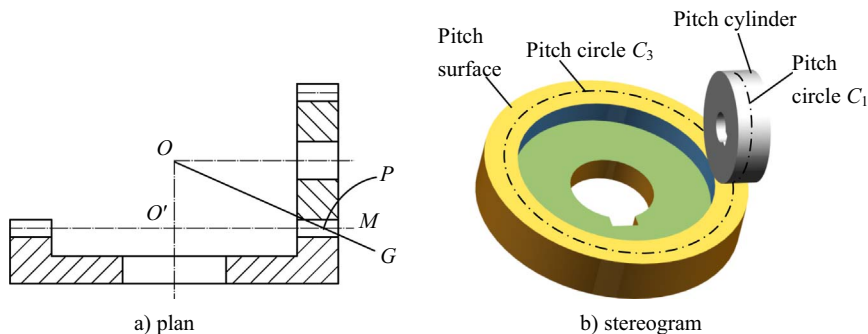 Pitch cylinder
Pitch
surface
Pitch circle C₃
Pitch
circle C₁
O
P
O'
M
G
a) plan
b) stereogram